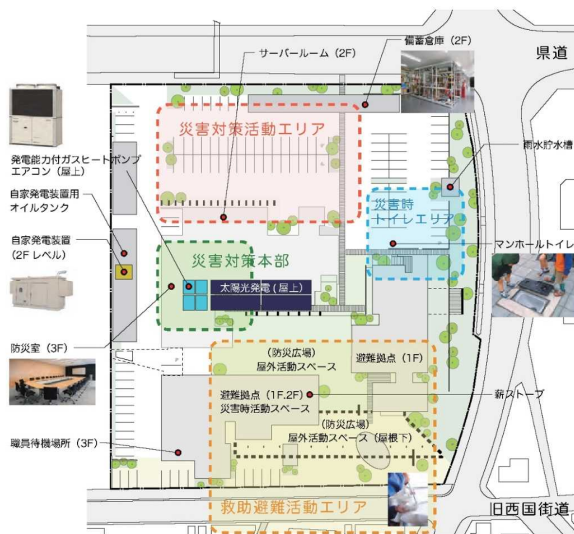 備蓄倉庫（2F）
サーバールーム（2F）
県道
災害対策活動エリア
発電能力付ガスヒートポンプ
エアコン（屋上）
雨水貯水槽
自家発電装置用
オイルタンク
災害時
トイレエリア
自家発電装置
（2F レベル）
災害対策本部
マンホールトイレ
太陽光発電（屋上）
防災室（3F）
（防災広場）
屋外活動スペース
避難拠点（1F）
避難拠点（1F.2F）
災害時活動スペース
薪ストーブ
（防災広場）
屋外活動スペース（屋根下）
職員待機場所（3F）
救助避難活動エリア
旧西国街道